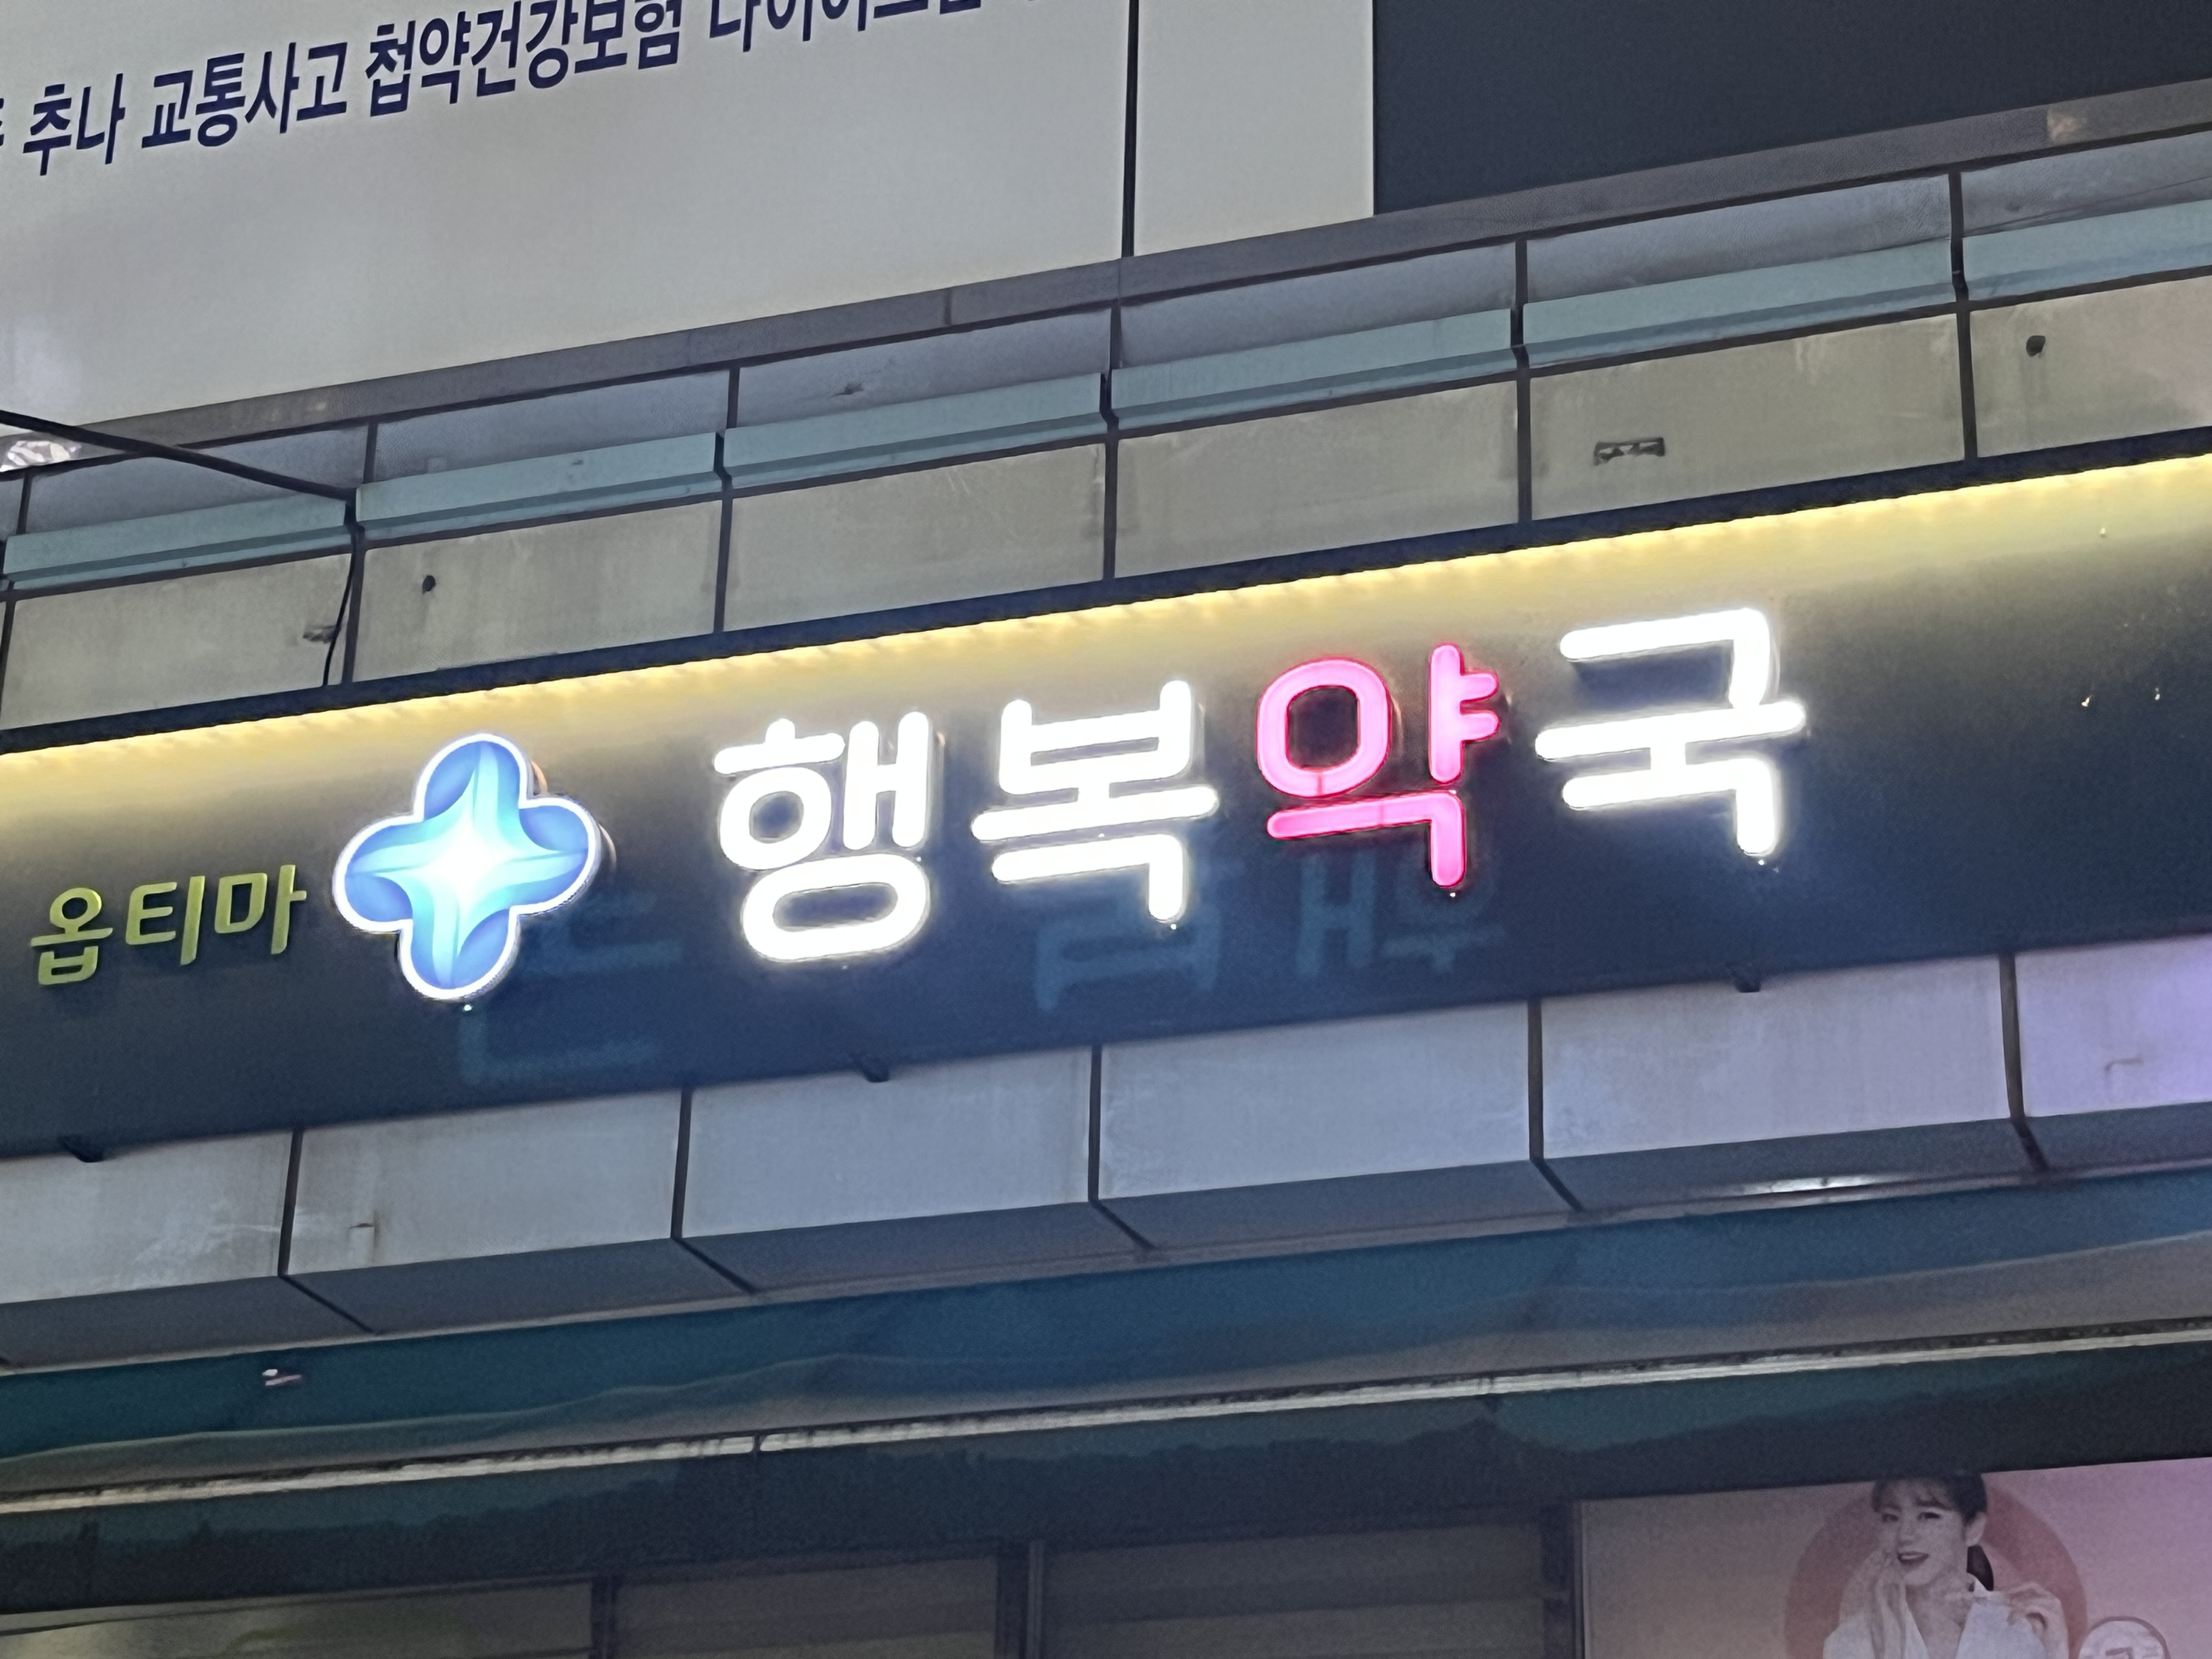 추나 교통사고 첩약건강보험
옵티마 행복약국